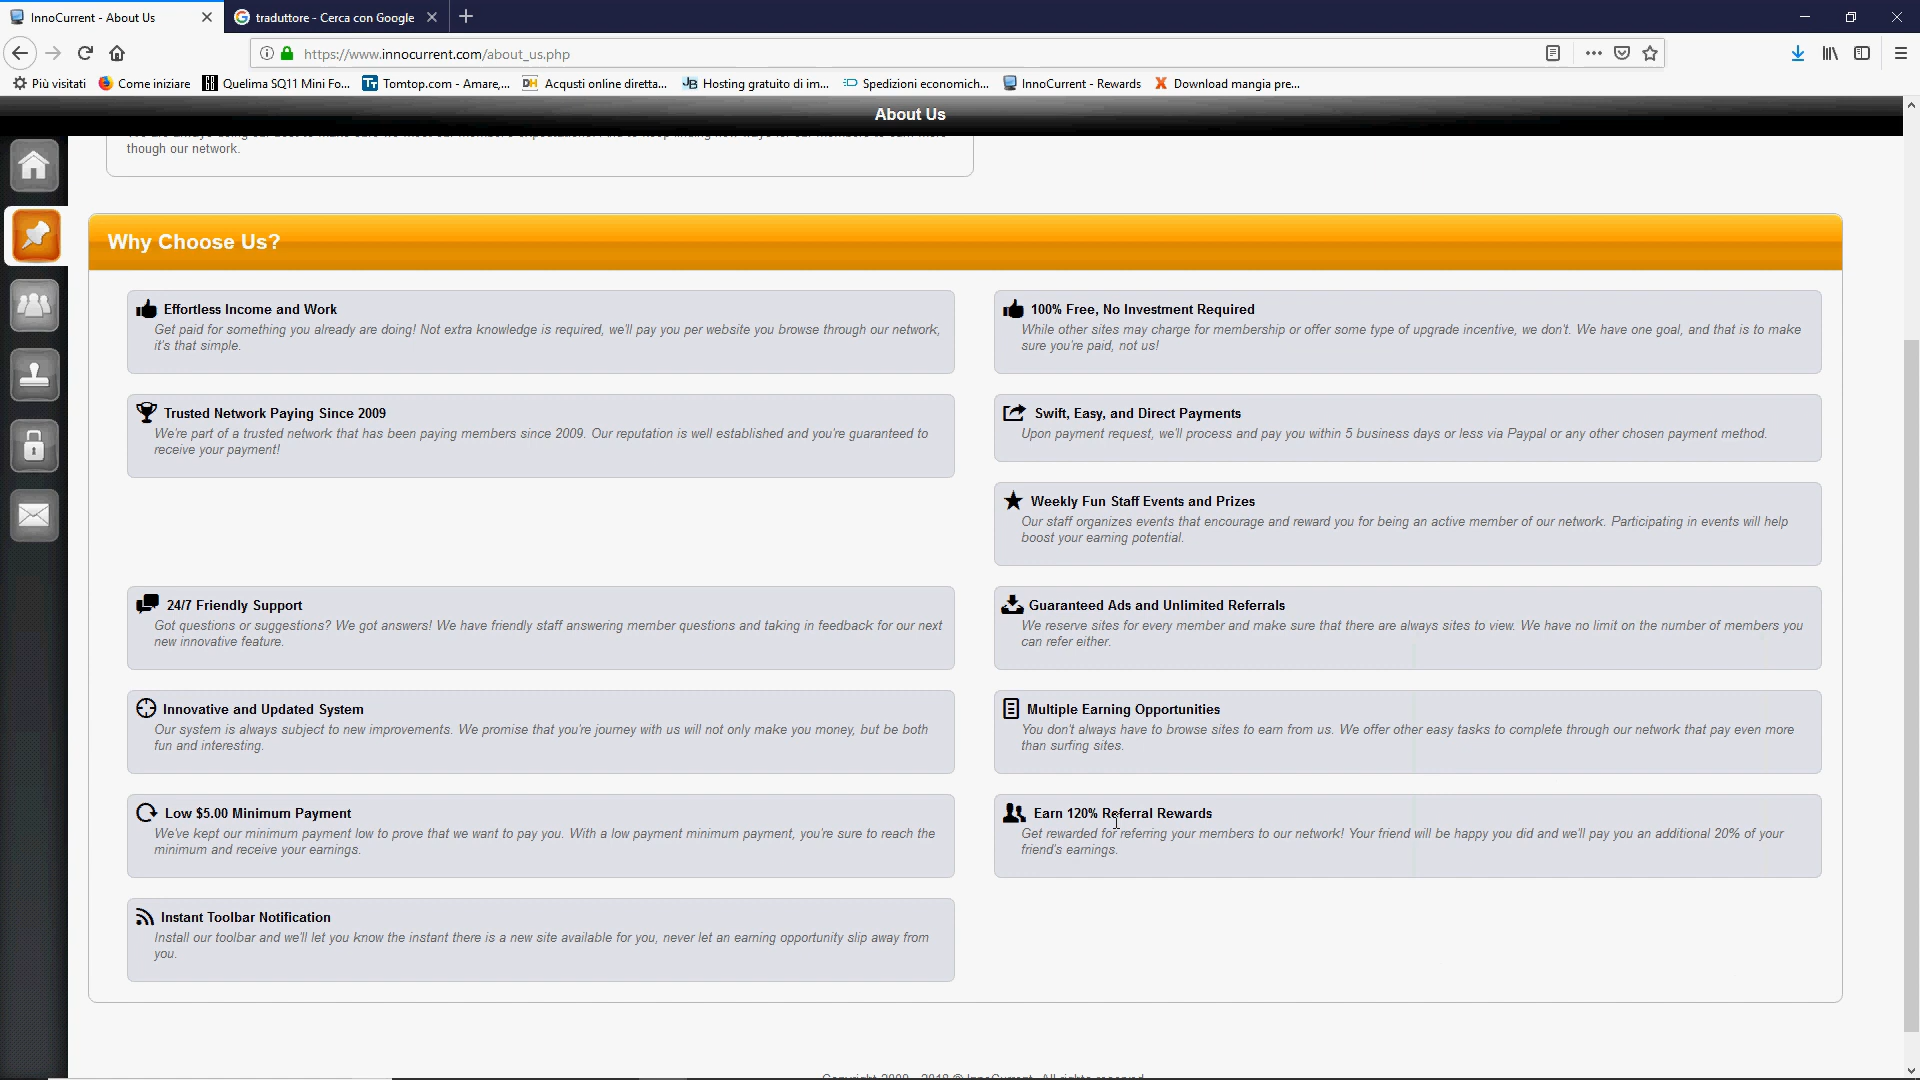 InnoCurrent - About Us
traduttore - Cerca con Google
https://www.innocurrent.com/about_us.php
Più visitati
Come iniziare
Quelima SQ11 Mini Fo...
Tomtop.com - Amare,...
Acqusti online diretta...
Hosting gratuito di im...
Spedizioni economich...
InnoCurrent - Rewards
Download mangia pre...
About Us
though our network.
Why Choose Us?
Effortless Income and Work
Get paid for something you already are doing! Not extra knowledge is required, we'll pay you per website you browse through our network,
it's that simple.
100% Free, No Investment Required
While other sites may charge for membership or offer some type of upgrade incentive, we don't. We have one goal, and that is to make
sure you're paid, not us!
Trusted Network Paying Since 2009
We're part of a trusted network that has been paying members since 2009. Our reputation is well established and you're guaranteed to
receive your payment!
Swift, Easy, and Direct Payments
Upon payment request, we'll process and pay you within 5 business days or less via Paypal or any other chosen payment method.
Weekly Fun Staff Events and Prizes
Our staff organizes events that encourage and reward you for being an active member of our network. Participating in events will help
boost your earning potential.
24/7 Friendly Support
Got questions or suggestions? We got answers! We have friendly staff answering member questions and taking in feedback for our next
new innovative feature.
Guaranteed Ads and Unlimited Referrals
We reserve sites for every member and make sure that there are always sites to view. We have no limit on the number of members you
can refer either.
Innovative and Updated System
Our system is always subject to new improvements. We promise that you're journey with us will not only make you money, but be both
fun and interesting.
Multiple Earning Opportunities
You don't always have to browse sites to earn from us. We offer other easy tasks to complete through our network that pay even more
than surfing sites.
Low $5.00 Minimum Payment
We've kept our minimum payment low to prove that we want to pay you. With a low payment minimum payment, you're sure to reach the
minimum and receive your earnings.
Earn 120% Referral Rewards
Get rewarded for referring your members to our network! Your friend will be happy you did and we'll pay you an additional 20% of your
friend's earnings.
Instant Toolbar Notification
Install our toolbar and we'll let you know the instant there is a new site available for you, never let an earning opportunity slip away from
you.